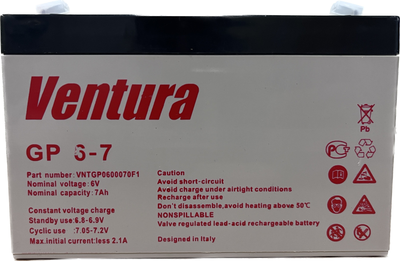 Ventura
GP 6-7
Part number: VNTGP0600070F1
Nominal voltage: 6V
Nominal capacity: 7Ah
Constant voltage charge
Standby use: 6.8-6.9V
Cyclic use : 7.05-7.2V
Max.initial current:less 2.1A
Caution
Avoid short-circuit
Avoid charge under airtight conditions
Recharge after use
Don't disassemble,avoid heating above 50℃
NONSPILLABLE
Valve regulated lead-acid rechargeable battery
Designed in Italy
Pb